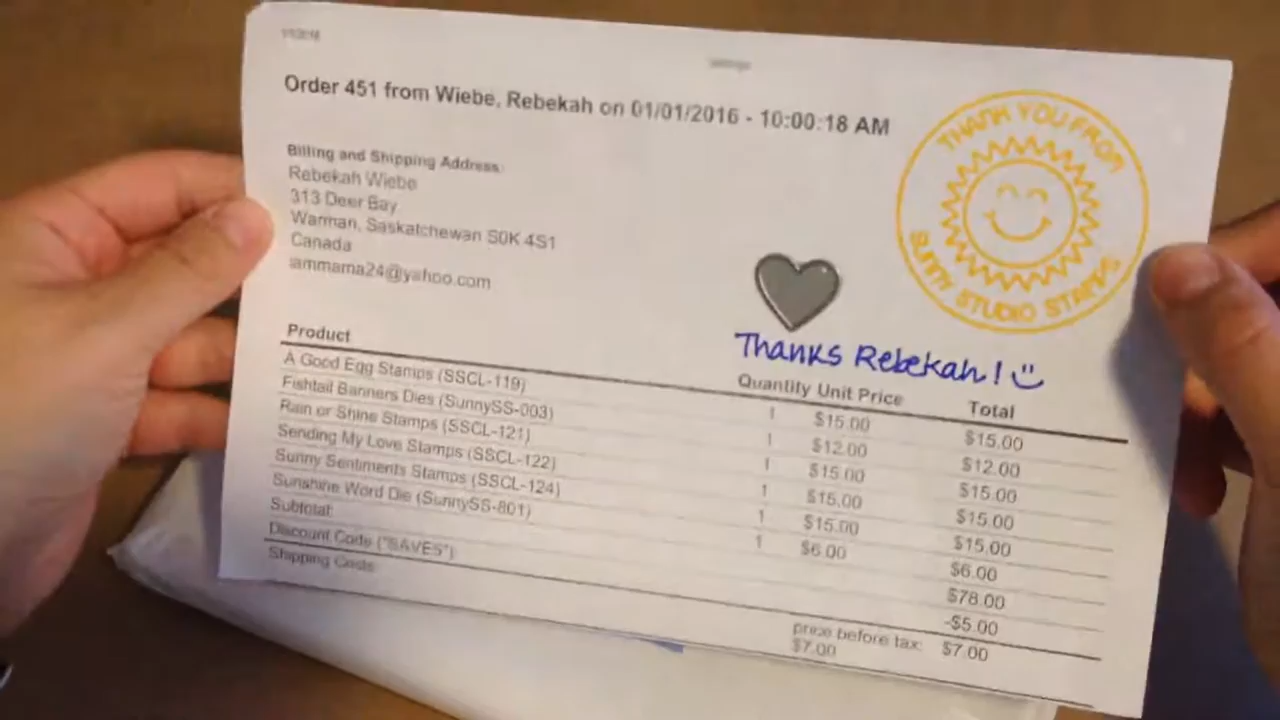 Order 451 from Wiebe, Rebekah on 01/01/2016 - 10:00:18 AM
THANK YOU FROM
SUNNY STUDIO STAMPS
Billing and Shipping Address:
Rebekah Wiebe
313 Deer Bay
Warman, Saskatchewan S0K 4S1
Canada
iammama24@yahoo.com
Thanks Rebekah!
Product Quantity Unit Price Total
A Good Egg Stamps (SSCL-119) 1 $15.00 $15.00
Fishtail Banners Dies (SunnySS-003) 1 $12.00 $12.00
Rain or Shine Stamps (SSCL-121) 1 $15.00 $15.00
Sending My Love Stamps (SSCL-122) 1 $15.00 $15.00
Sunny Sentiments Stamps (SSCL-124) 1 $15.00 $15.00
Sunshine Word Die (SunnySS-801) 1 $6.00 $6.00
Subtotal: $78.00
Discount Code ("SAVE5") -$5.00
Shipping Costs: price before tax: $7.00
$7.00